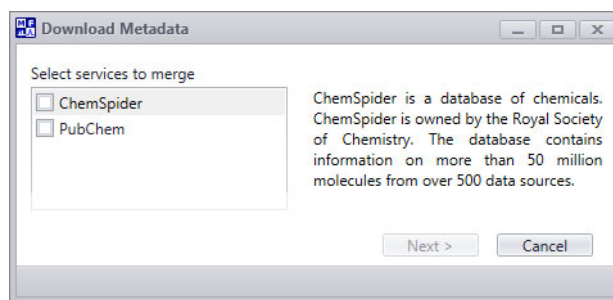 Download Metadata
Select services to merge
ChemSpider
PubChem
ChemSpider is a database of chemicals.
ChemSpider is owned by the Royal Society
of Chemistry. The database contains
information on more than 50 million
molecules from over 500 data sources.
Next >
Cancel